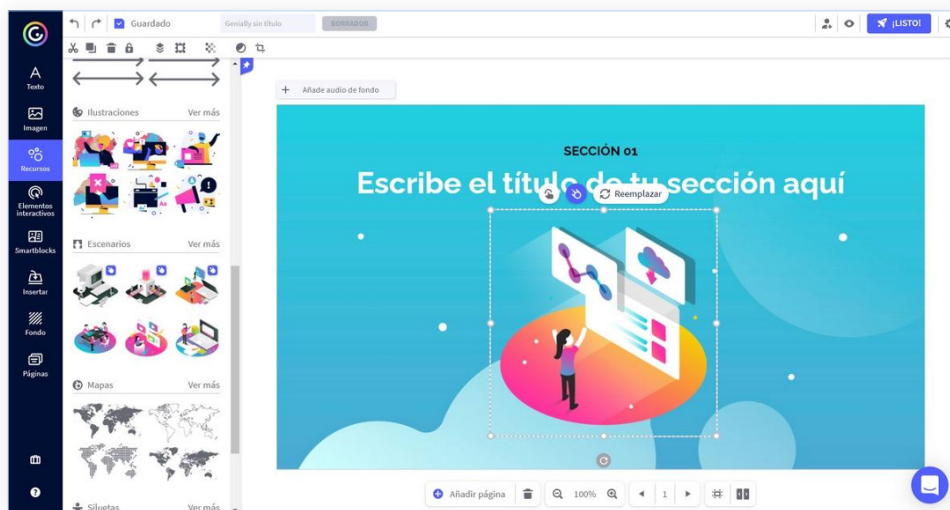 Guardado
Genially sin título
BORRADOR
¡LISTO!
Texto
Imagen
Recursos
Elementos
interactivos
Smartblocks
Insertar
Fondo
Páginas
Ilustraciones Ver más
Escenarios Ver más
Mapas Ver más
Siluetas Ver más
Añade audio de fondo
SECCIÓN 01
Escribe el título de tu sección aquí
Reemplazar
Añadir página
100%
1